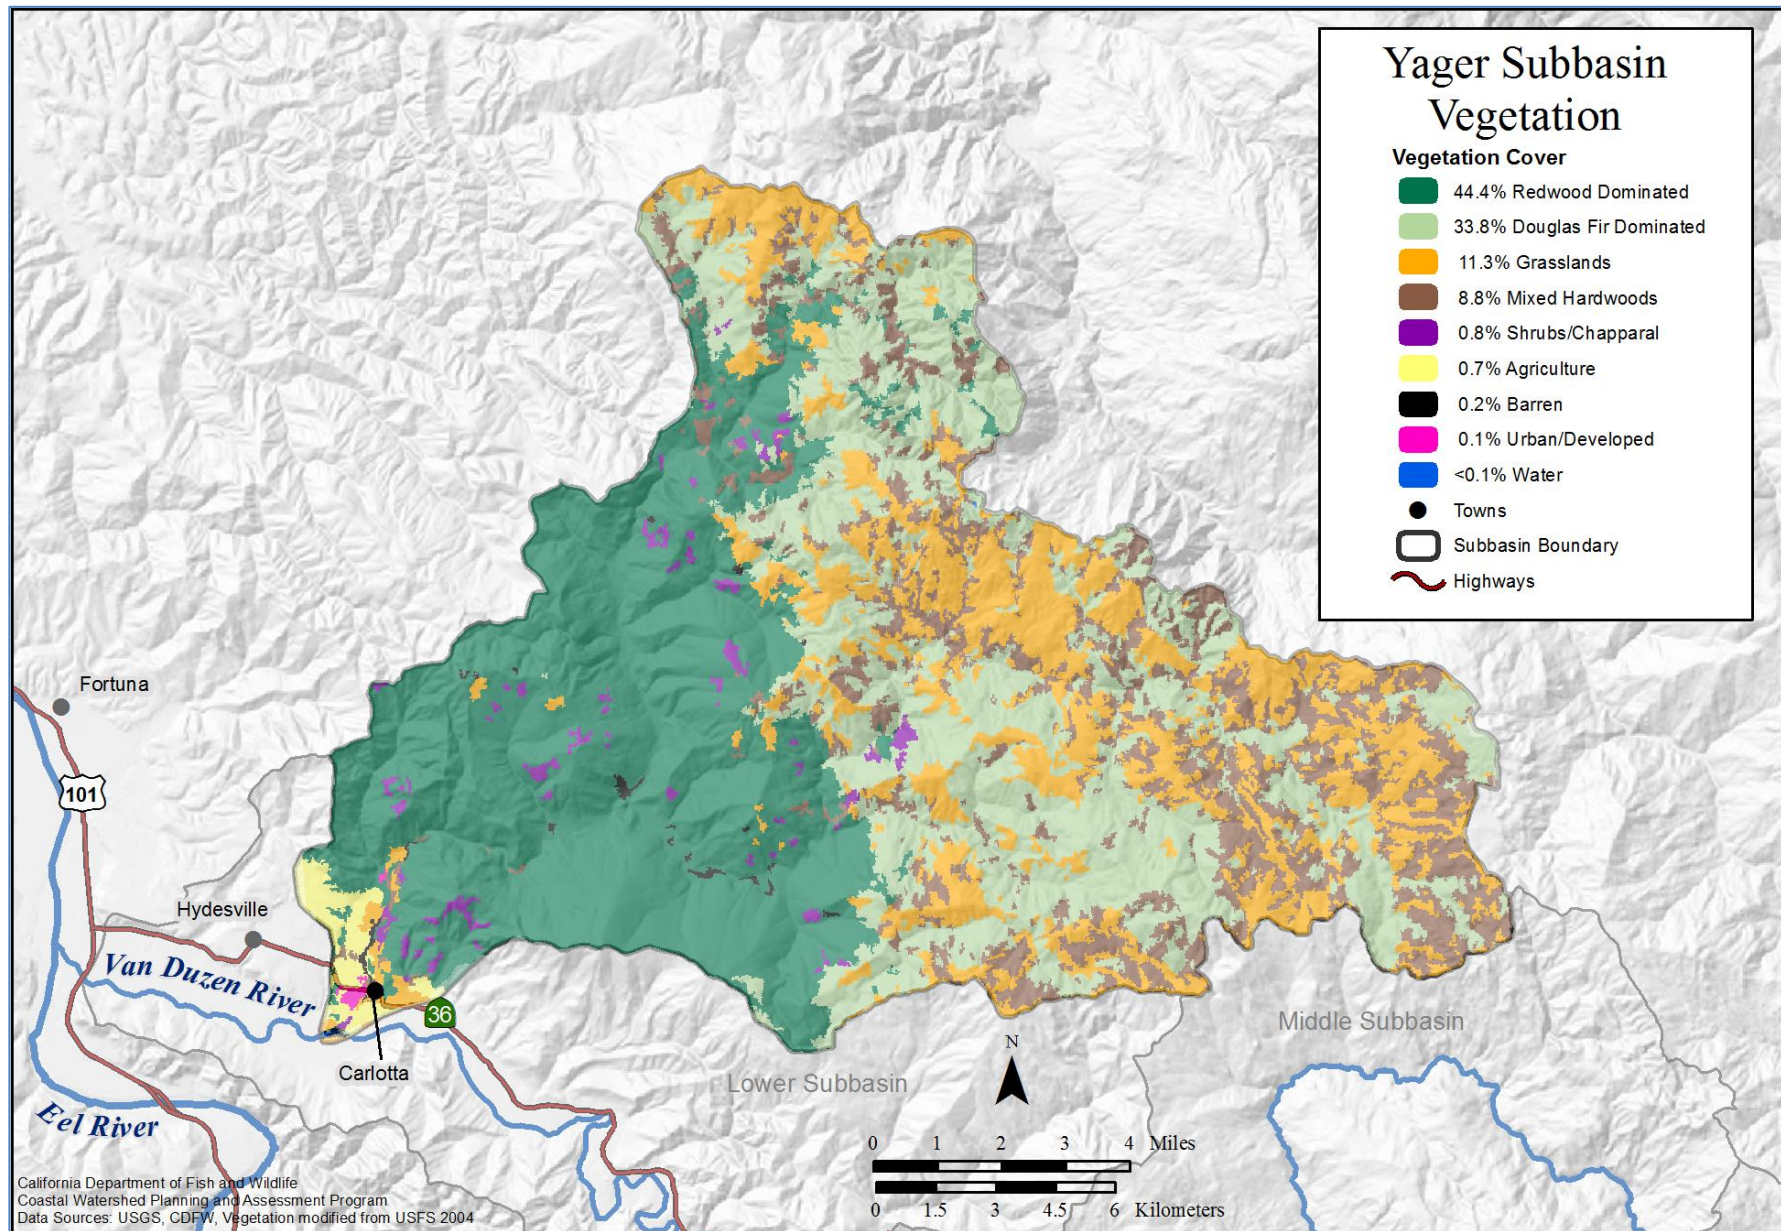 Yager Subbasin
Vegetation
Vegetation Cover
44.4% Redwood Dominated
33.8% Douglas Fir Dominated
11.3% Grasslands
8.8% Mixed Hardwoods
0.8% Shrubs/Chapparal
0.7% Agriculture
0.2% Barren
0.1% Urban/Developed
<0.1% Water
Towns
Subbasin Boundary
Highways
Fortuna
101
Hydesville
Van Duzen River
36
Carlotta
Eel River
Lower Subbasin
Middle Subbasin
N
0 1 2 3 4 Miles
0 1.5 3 4.5 6 Kilometers
California Department of Fish and Wildlife
Coastal Watershed Planning and Assessment Program
Data Sources: USGS, CDFW, Vegetation modified from USFS 2004